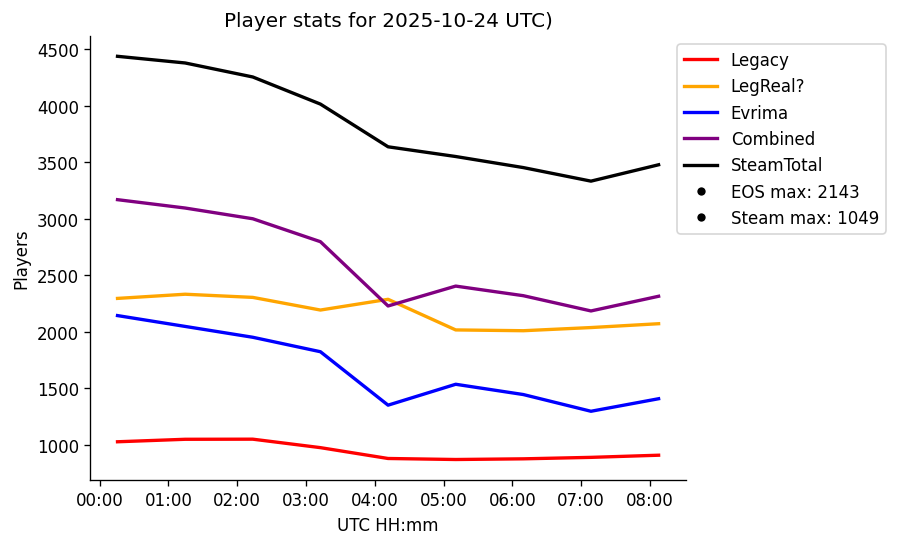 Player stats for 2025-10-24 UTC)
4500
4000
3500
3000
2500
2000
1500
1000
Players
00:00 01:00 02:00 03:00 04:00 05:00 06:00 07:00 08:00
UTC HH:mm
Legacy
LegReal?
Evrima
Combined
SteamTotal
EOS max: 2143
Steam max: 1049